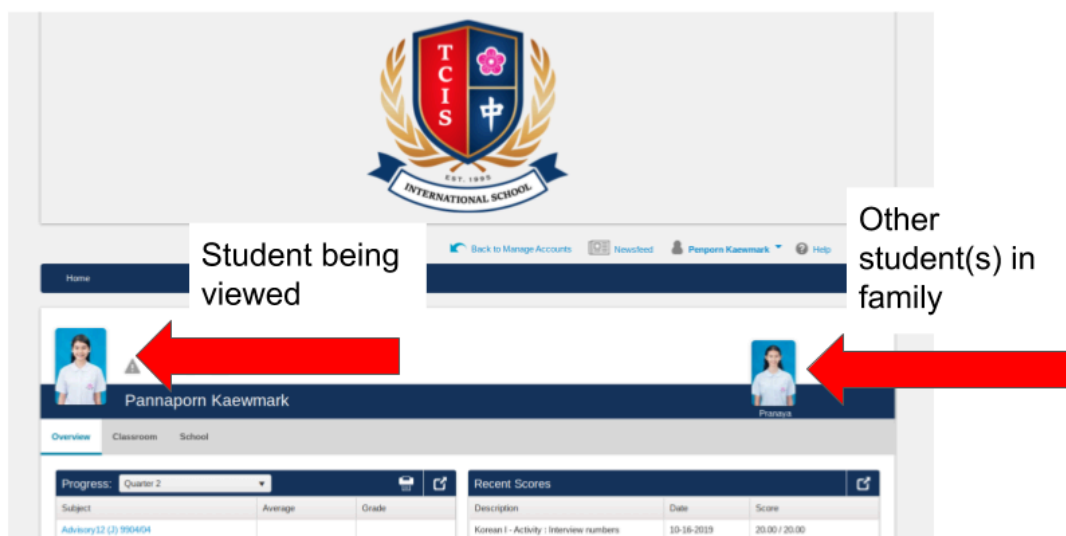 T
C
I
S
中
EST. 1995
INTERNATIONAL SCHOOL
Back to Manage Accounts Newsfeed Penporn Kaewmark Help
Student being
viewed
Other
student(s) in
family
Home
Pannaporn Kaewmark
Pranaya
Overview Classroom School
Progress: Quarter 2
Recent Scores
Subject Average Grade
Description Date Score
Advisory12 (J) 9904/04
Korean I - Activity : Interview numbers 10-16-2019 20.00 / 20.00